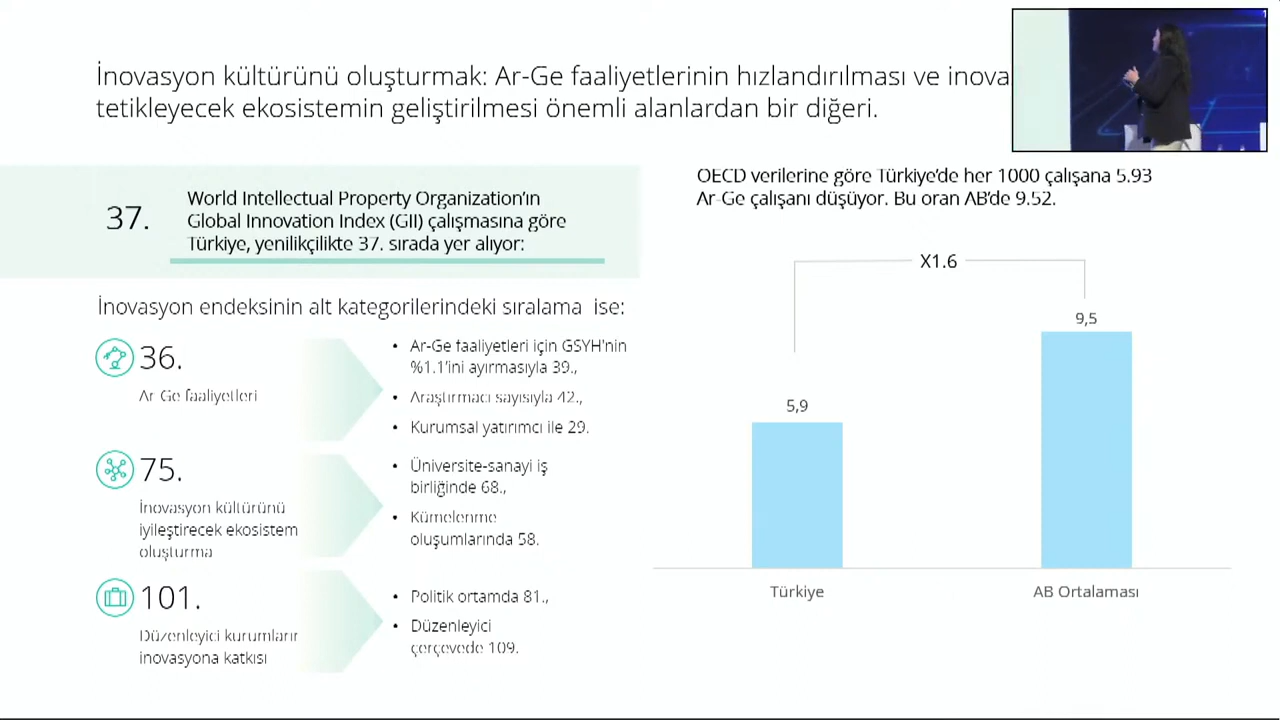 İnovasyon kültürünü oluşturmak: Ar-Ge faaliyetlerinin hızlandırılması ve
tetikleyecek ekosistemin geliştirilmesi önemli alanlardan bir diğeri.
37.
World Intellectual Property Organization’ın
Global Innovation Index (GII) çalışmasına göre
Türkiye, yenilikçilikte 37. sırada yer alıyor:
İnovasyon endeksinin alt kategorilerindeki sıralama ise:
36.
Ar-Ge faaliyetleri
• Ar-Ge faaliyetleri için GSYH’nin
%1.1’ini ayırmasıyla 39.,
• Araştırmacı sayısıyla 42.,
• Kurumsal yatırımcı ile 29.
75.
İnovasyon kültürünü
iyileştirecek ekosistem
oluşturma
• Üniversite-sanayi iş
birliğinde 68.,
• Kümelenme
oluşumlarında 58.
101.
Düzenleyici kurumların
inovasyona katkısı
• Politik ortamda 81.,
• Düzenleyici
çerçevede 109.
OECD verilerine göre Türkiye’de her 1000 çalışana 5.93
Ar-Ge çalışanı düşüyor. Bu oran AB’de 9.52.
X1.6
9,5
5,9
Türkiye
AB Ortalaması